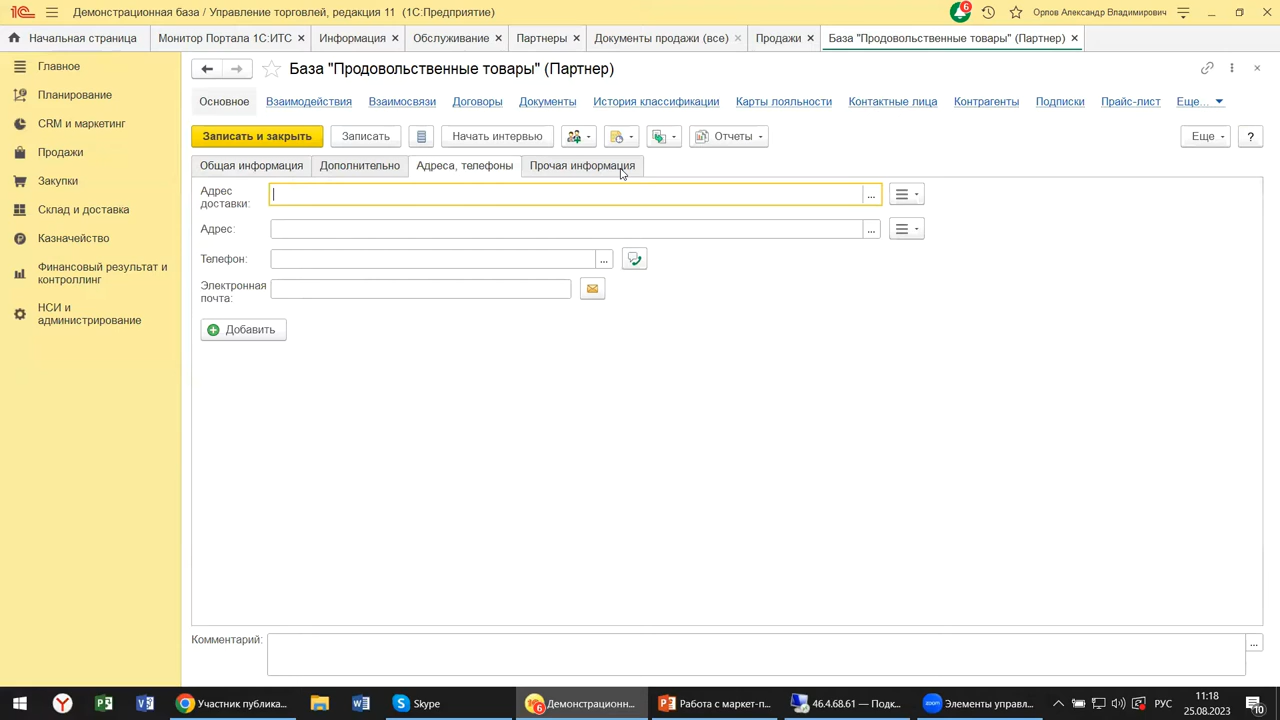 Демонстрационная база / Управление торговлей, редакция 11 (1С:Предприятие)
6
Орлов Александр Владимирович
Начальная страница
Монитор Портала 1С:ИТС
Информация
Обслуживание
Партнеры
Документы продажи (все)
Продажи
База "Продовольственные товары" (Партнер)
Главное
Планирование
CRM и маркетинг
Продажи
Закупки
Склад и доставка
Казначейство
Финансовый результат и
контроллинг
НСИ и
администрирование
База "Продовольственные товары" (Партнер)
Основное
Взаимодействия
Взаимосвязи
Договоры
Документы
История классификации
Карты лояльности
Контактные лица
Контрагенты
Подписки
Прайс-лист
Еще...
Записать и закрыть
Записать
Начать интервью
Отчеты
Еще
?
Общая информация
Дополнительно
Адреса, телефоны
Прочая информация
Адрес
доставки:
...
Адрес:
...
Телефон:
...
Электронная
почта:
Добавить
Комментарий:
...
Участник публика...
Skype
6
Демонстрационн...
Работа с маркет-п...
46.4.68.61 — Подк...
zoom
Элементы управл...
РУС
11:18
25.08.2023
10